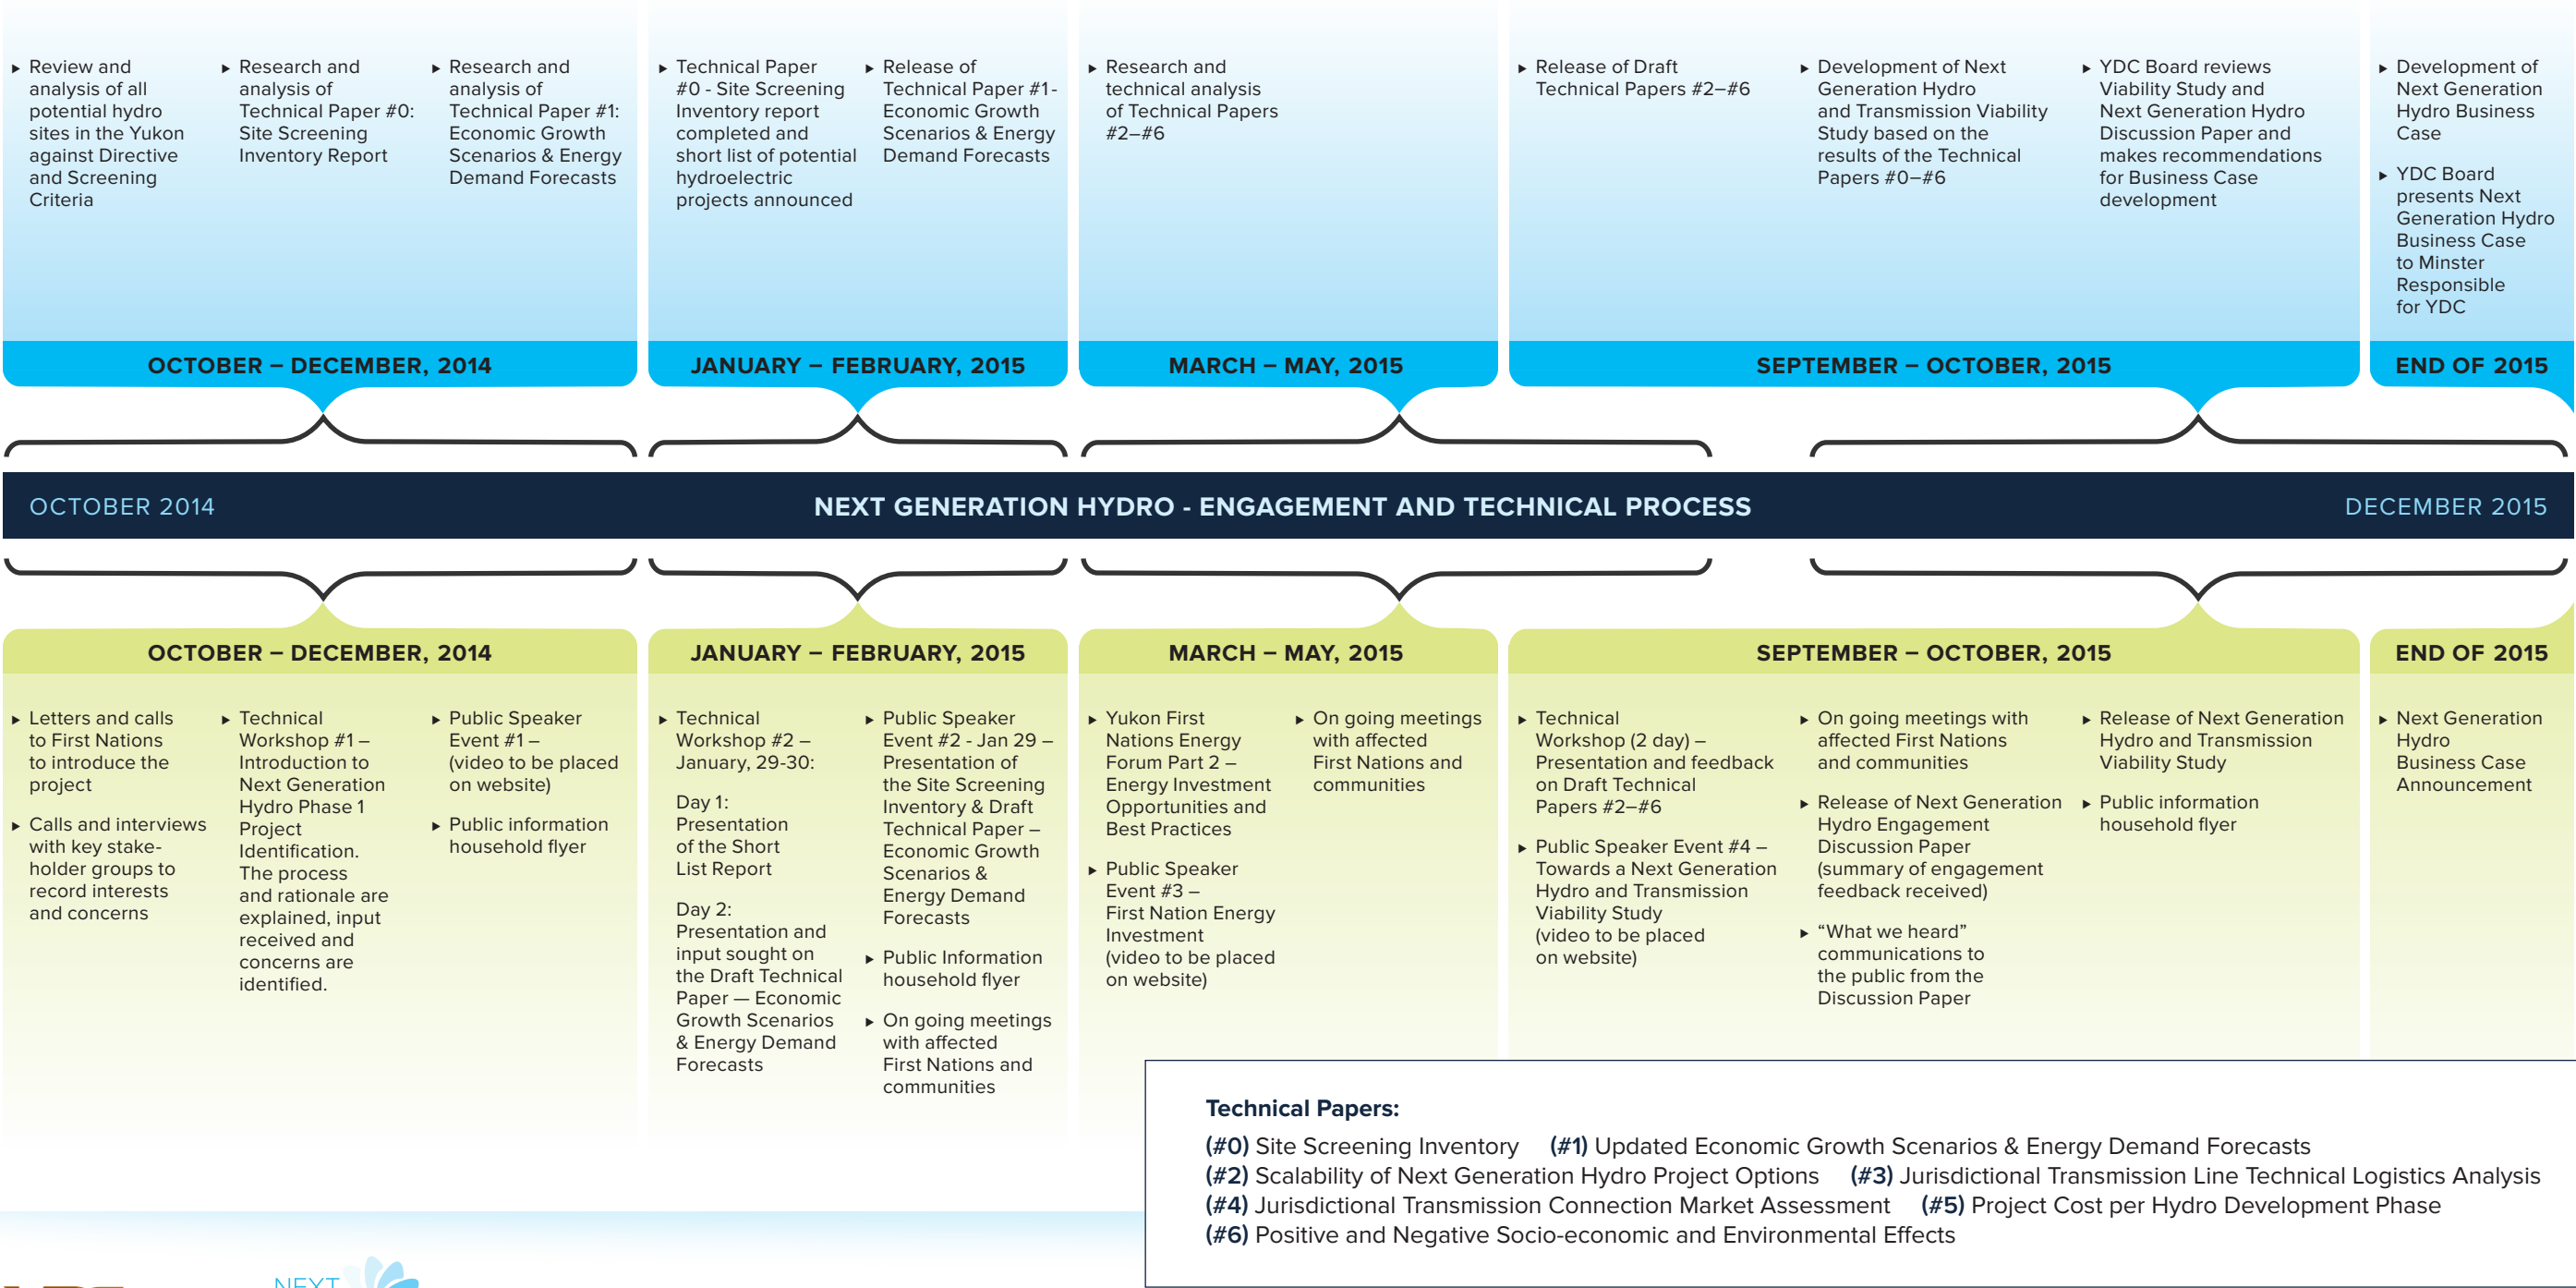 ▸ Review and
analysis of all
potential hydro
sites in the Yukon
against Directive
and Screening
Criteria
▸ Research and
analysis of
Technical Paper #0:
Site Screening
Inventory Report
▸ Research and
analysis of
Technical Paper #1:
Economic Growth
Scenarios & Energy
Demand Forecasts
OCTOBER – DECEMBER, 2014
▸ Technical Paper
#0 - Site Screening
Inventory report
completed and
short list of potential
hydroelectric
projects announced
▸ Release of
Technical Paper #1-
Economic Growth
Scenarios & Energy
Demand Forecasts
JANUARY – FEBRUARY, 2015
▸ Research and
technical analysis
of Technical Papers
#2–#6
MARCH – MAY, 2015
▸ Release of Draft
Technical Papers #2–#6
▸ Development of Next
Generation Hydro
and Transmission Viability
Study based on the
results of the Technical
Papers #0–#6
▸ YDC Board reviews
Viability Study and
Next Generation Hydro
Discussion Paper and
makes recommendations
for Business Case
development
SEPTEMBER – OCTOBER, 2015
▸ Development of
Next Generation
Hydro Business
Case
▸ YDC Board
presents Next
Generation Hydro
Business Case
to Minster
Responsible
for YDC
END OF 2015
OCTOBER 2014
NEXT GENERATION HYDRO - ENGAGEMENT AND TECHNICAL PROCESS
DECEMBER 2015
OCTOBER – DECEMBER, 2014
▸ Letters and calls
to First Nations
to introduce the
project
▸ Calls and interviews
with key stake-
holder groups to
record interests
and concerns
▸ Technical
Workshop #1 –
Introduction to
Next Generation
Hydro Phase 1
Project
Identification.
The process
and rationale are
explained, input
received and
concerns are
identified.
▸ Public Speaker
Event #1 –
(video to be placed
on website)
▸ Public information
household flyer
JANUARY – FEBRUARY, 2015
▸ Technical
Workshop #2 –
January, 29-30:
Day 1:
Presentation
of the Short
List Report
Day 2:
Presentation and
input sought on
the Draft Technical
Paper — Economic
Growth Scenarios
& Energy Demand
Forecasts
▸ Public Speaker
Event #2 - Jan 29 –
Presentation of
the Site Screening
Inventory & Draft
Technical Paper –
Economic Growth
Scenarios &
Energy Demand
Forecasts
▸ Public Information
household flyer
▸ On going meetings
with affected
First Nations and
communities
MARCH – MAY, 2015
▸ Yukon First
Nations Energy
Forum Part 2 –
Energy Investment
Opportunities and
Best Practices
▸ Public Speaker
Event #3 –
First Nation Energy
Investment
(video to be placed
on website)
▸ On going meetings
with affected
First Nations and
communities
SEPTEMBER – OCTOBER, 2015
▸ Technical
Workshop (2 day) –
Presentation and feedback
on Draft Technical
Papers #2–#6
▸ Public Speaker Event #4 –
Towards a Next Generation
Hydro and Transmission
Viability Study
(video to be placed
on website)
▸ On going meetings with
affected First Nations
and communities
▸ Release of Next Generation
Hydro Engagement
Discussion Paper
(summary of engagement
feedback received)
▸ “What we heard”
communications to
the public from the
Discussion Paper
▸ Release of Next Generation
Hydro and Transmission
Viability Study
▸ Public information
household flyer
END OF 2015
▸ Next Generation
Hydro
Business Case
Announcement
Technical Papers:
(#0) Site Screening Inventory (#1) Updated Economic Growth Scenarios & Energy Demand Forecasts
(#2) Scalability of Next Generation Hydro Project Options (#3) Jurisdictional Transmission Line Technical Logistics Analysis
(#4) Jurisdictional Transmission Connection Market Assessment (#5) Project Cost per Hydro Development Phase
(#6) Positive and Negative Socio-economic and Environmental Effects
NEXT